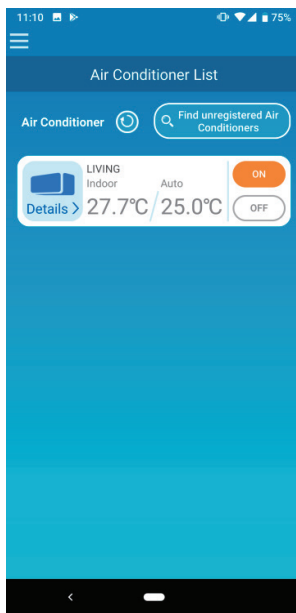 11:10 75%
Air Conditioner List
Air Conditioner
Find unregistered Air
Conditioners
LIVING
Indoor Auto
Details > 27.7℃ / 25.0℃
ON
OFF